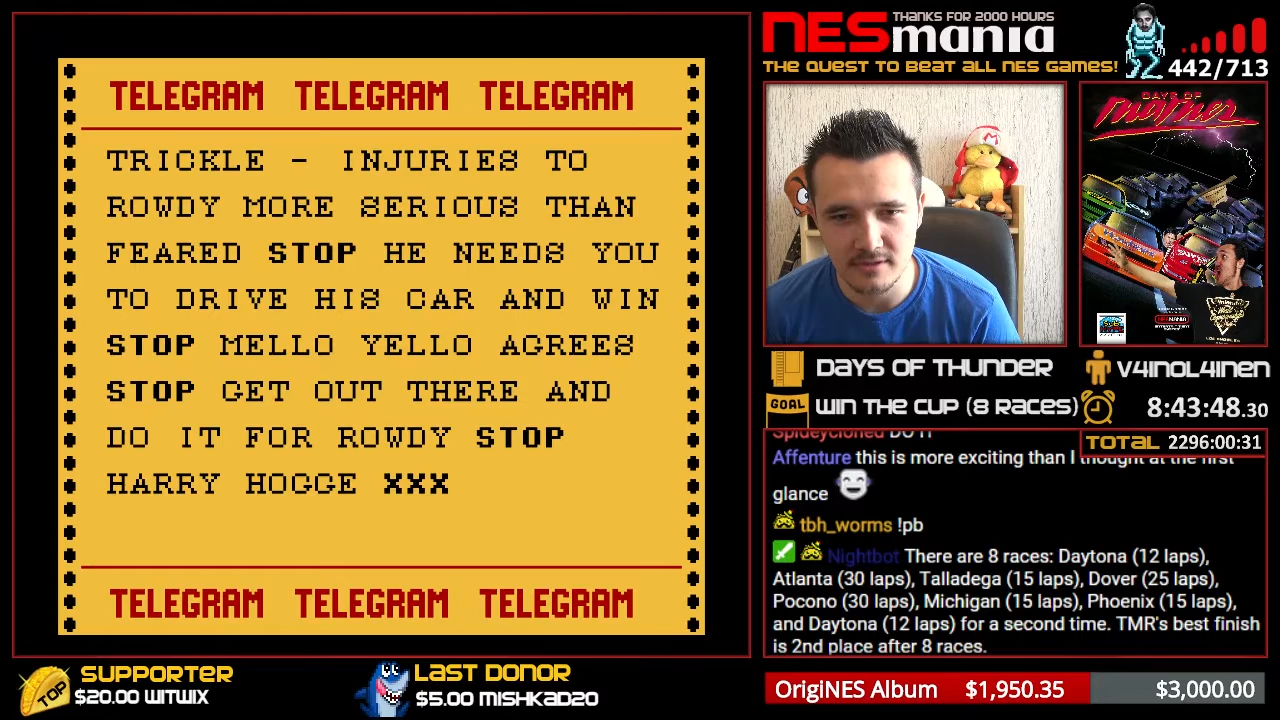 TELEGRAM TELEGRAM TELEGRAM
TRICKLE - INJURIES TO
ROWDY MORE SERIOUS THAN
FEARED STOP HE NEEDS YOU
TO DRIVE HIS CAR AND WIN
STOP MELLO YELLO AGREES
STOP GET OUT THERE AND
DO IT FOR ROWDY STOP
HARRY HOGGE XXX
TELEGRAM TELEGRAM TELEGRAM
NESmania
THANKS FOR 2000 HOURS
THE QUEST TO BEAT ALL NES GAMES!
442/713
DAYS OF
DAYS OF THUNDER
V4INOL4INEN
GOAL
WIN THE CUP (8 RACES)
8:43:48.30
TOTAL 2296:00:31
Spideycloned DO IT
Affenture this is more exciting than I thought at the first
glance
tbh_worms !pb
Nightbot There are 8 races: Daytona (12 laps),
Atlanta (30 laps), Talladega (15 laps), Dover (25 laps),
Pocono (30 laps), Michigan (15 laps), Phoenix (15 laps),
and Daytona (12 laps) for a second time. TMR's best finish
is 2nd place after 8 races.
TOP
SUPPORTER
$20.00 WITWIX
LAST DONOR
$5.00 MISHKAD20
OrigiNES Album $1,950.35 $3,000.00